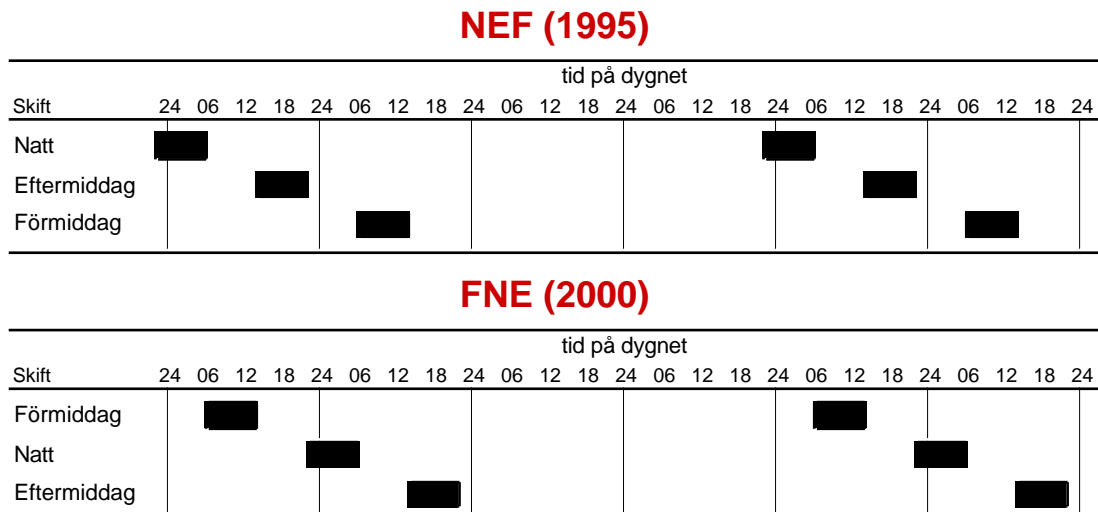 NEF (1995)
tid på dygnet
Skift 24 06 12 18 24 06 12 18 24 06 12 18 24 06 12 18 24 06 12 18 24 06 12 18 24
Natt
Eftermiddag
Förmiddag
FNE (2000)
tid på dygnet
Skift 24 06 12 18 24 06 12 18 24 06 12 18 24 06 12 18 24 06 12 18 24 06 12 18 24
Förmiddag
Natt
Eftermiddag